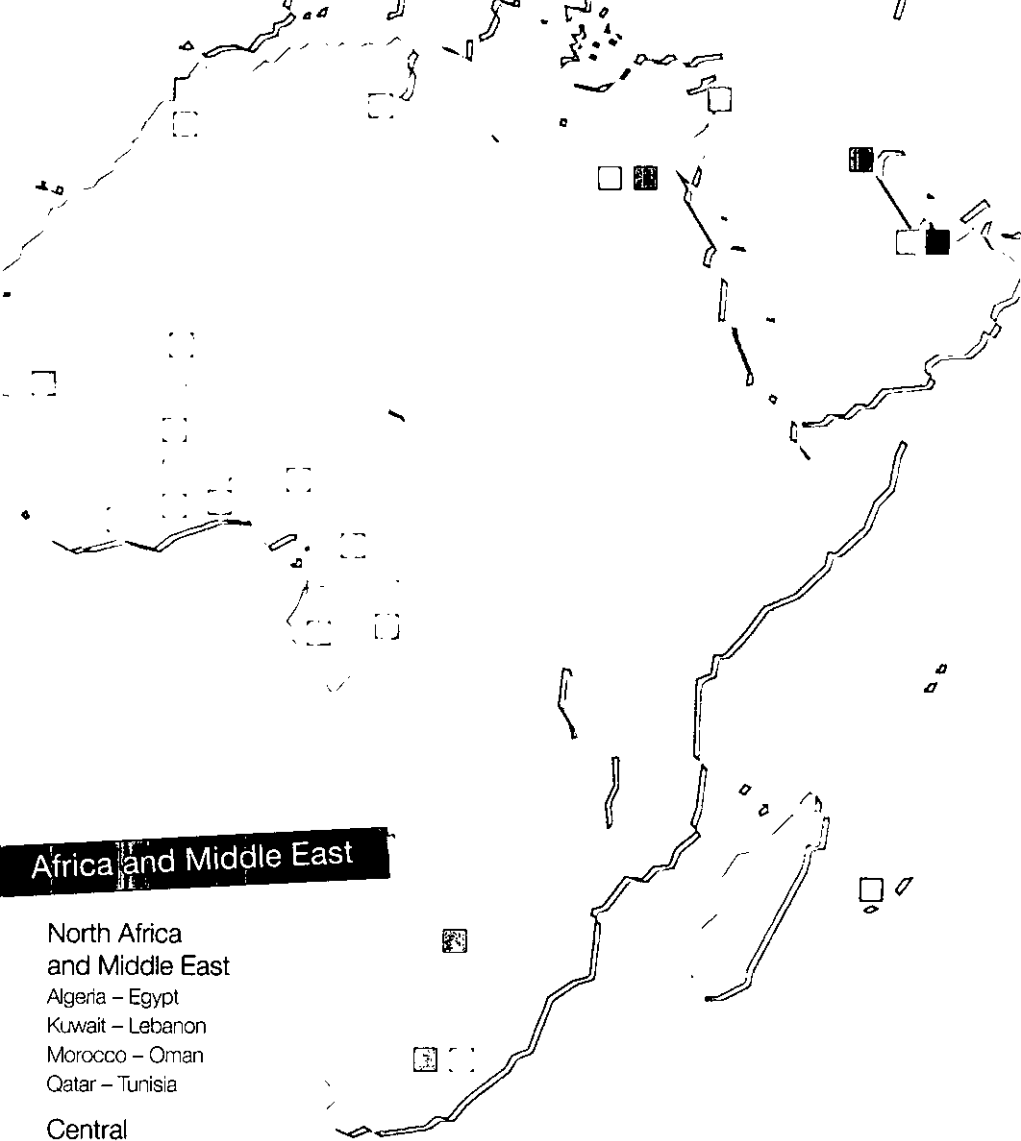 Africa and Middle East
North Africa
and Middle East
Algeria – Egypt
Kuwait – Lebanon
Morocco – Oman
Qatar – Tunisia
Central